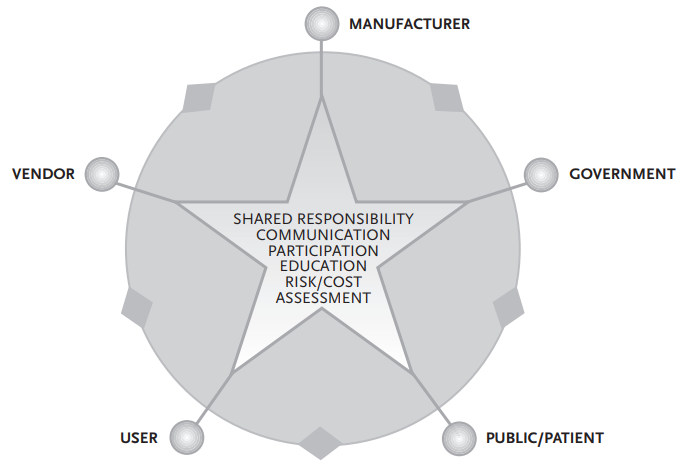 MANUFACTURER
VENDOR
GOVERNMENT
SHARED RESPONSIBILITY
COMMUNICATION
PARTICIPATION
EDUCATION
RISK/COST
ASSESSMENT
USER
PUBLIC/PATIENT